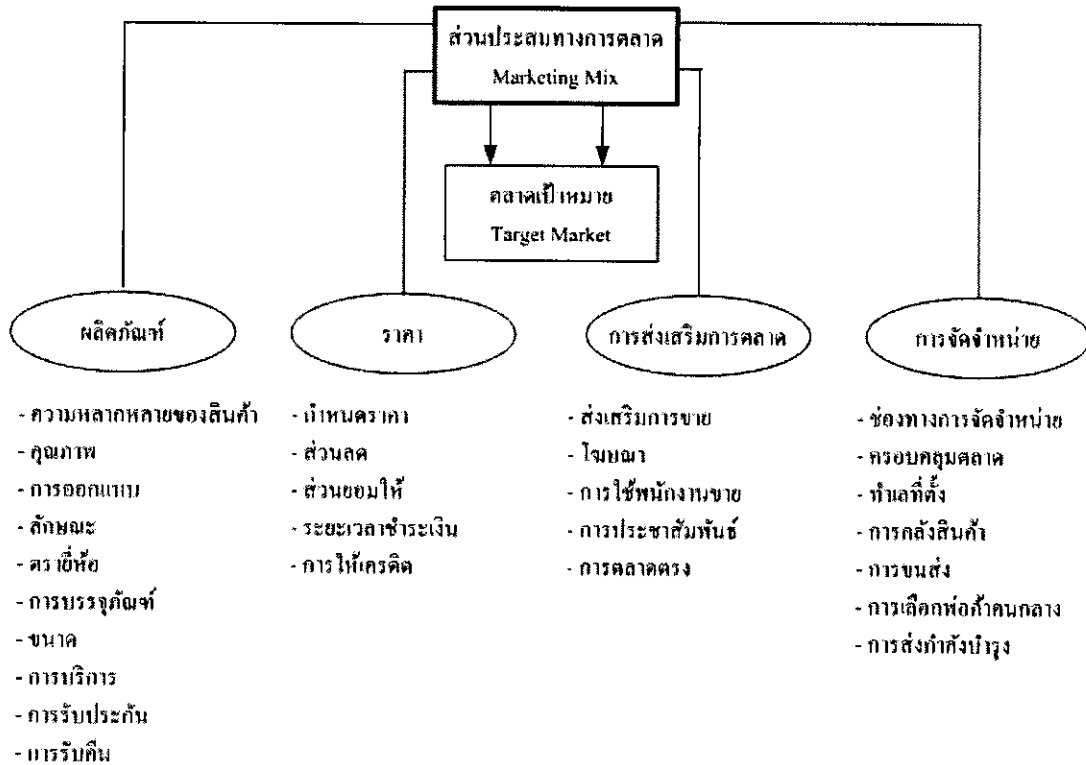 ส่วนประสมทางการตลาด
Marketing Mix
ตลาดเป้าหมาย
Target Market
ผลิตภัณฑ์
- ความหลากหลายของสินค้า
- คุณภาพ
- การออกแบบ
- ลักษณะ
- ตรายี่ห้อ
- การบรรจุภัณฑ์
- ขนาด
- การบริการ
- การรับประกัน
- การรับคืน
ราคา
- กำหนดราคา
- ส่วนลด
- ส่วนยอมให้
- ระยะเวลาชำระเงิน
- การให้เครดิต
การส่งเสริมการตลาด
- ส่งเสริมการขาย
- โฆษณา
- การใช้พนักงานขาย
- การประชาสัมพันธ์
- การตลาดตรง
การจัดจำหน่าย
- ช่องทางการจัดจำหน่าย
- ครอบคลุมตลาด
- ทำเลที่ตั้ง
- การคลังสินค้า
- การขนส่ง
- การเลือกพ่อค้าคนกลาง
- การส่งกำลังบำรุง